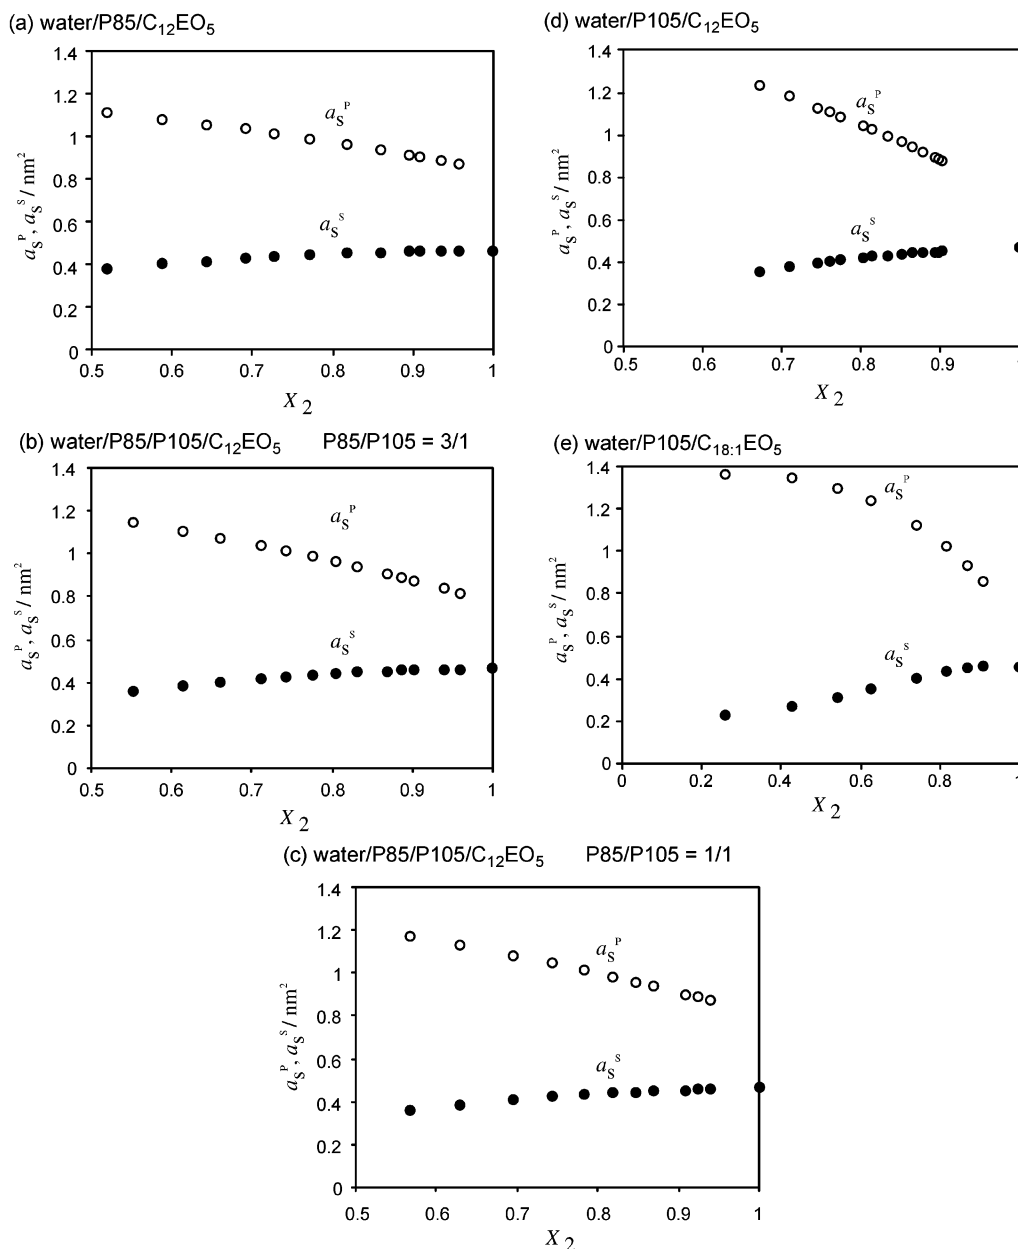 (a) water/P85/C₁₂EO₅
aₛᴾ, aₛˢ / nm²
1.4
1.2
1
0.8
0.6
0.4
0.2
0
aₛᴾ
aₛˢ
0.5 0.6 0.7 0.8 0.9 1
X₂
(d) water/P105/C₁₂EO₅
aₛᴾ, aₛˢ / nm²
1.4
1.2
1
0.8
0.6
0.4
0.2
0
aₛᴾ
aₛˢ
0.5 0.6 0.7 0.8 0.9 1
X₂
(b) water/P85/P105/C₁₂EO₅ P85/P105 = 3/1
aₛᴾ, aₛˢ / nm²
1.4
1.2
1
0.8
0.6
0.4
0.2
0
aₛᴾ
aₛˢ
0.5 0.6 0.7 0.8 0.9 1
X₂
(e) water/P105/C₁₈:₁EO₅
aₛᴾ, aₛˢ / nm²
1.4
1.2
1
0.8
0.6
0.4
0.2
0
aₛᴾ
aₛˢ
0 0.2 0.4 0.6 0.8 1
X₂
(c) water/P85/P105/C₁₂EO₅ P85/P105 = 1/1
aₛᴾ, aₛˢ / nm²
1.4
1.2
1
0.8
0.6
0.4
0.2
0
aₛᴾ
aₛˢ
0.5 0.6 0.7 0.8 0.9 1
X₂